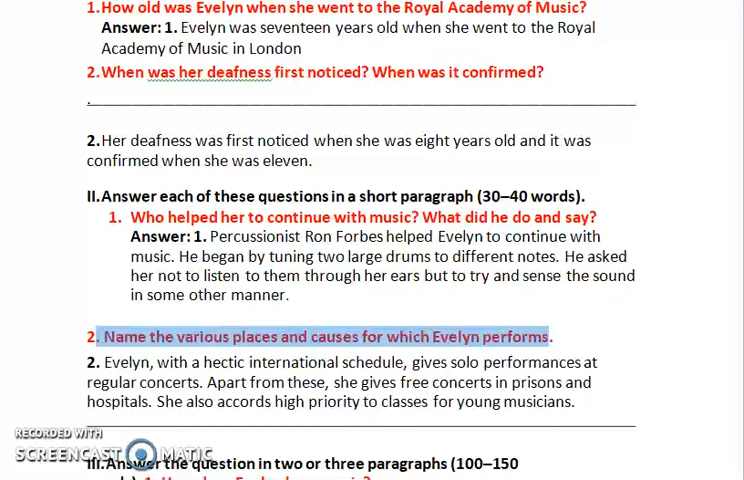 1.How old was Evelyn when she went to the Royal Academy of Music?
Answer: 1. Evelyn was seventeen years old when she went to the Royal
Academy of Music in London
2.When was her deafness first noticed? When was it confirmed?
.
2.Her deafness was first noticed when she was eight years old and it was
confirmed when she was eleven.
II.Answer each of these questions in a short paragraph (30–40 words).
1. Who helped her to continue with music? What did he do and say?
Answer: 1. Percussionist Ron Forbes helped Evelyn to continue with
music. He began by tuning two large drums to different notes. He asked
her not to listen to them through her ears but to try and sense the sound
in some other manner.
2. Name the various places and causes for which Evelyn performs.
2. Evelyn, with a hectic international schedule, gives solo performances at
regular concerts. Apart from these, she gives free concerts in prisons and
hospitals. She also accords high priority to classes for young musicians.
RECORDED WITH
SCREENCAST MATIC
III.Answer the question in two or three paragraphs (100–150